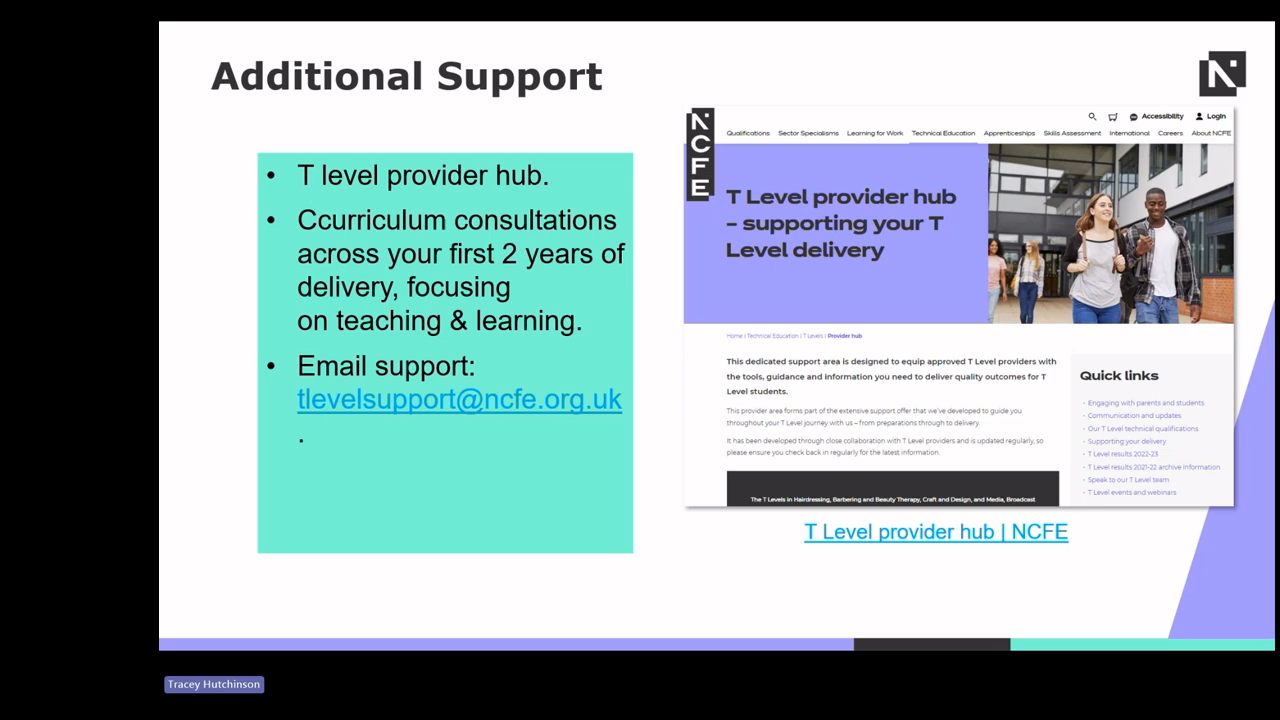 Additional Support
N
• T level provider hub.
• Ccurriculum consultations
across your first 2 years of
delivery, focusing
on teaching & learning.
• Email support:
tlevelsupport@ncfe.org.uk
.
NCFE
Accessibility Login
Qualifications Sector Specialisms Learning for Work Technical Education Apprenticeships Skills Assessment International Careers About NCFE
T Level provider hub
– supporting your T
Level delivery
Home | Technical Education | T Levels | Provider hub
This dedicated support area is designed to equip approved T Level providers with
the tools, guidance and information you need to deliver quality outcomes for T
Level students.
This provider area forms part of the extensive support offer that we've developed to guide you
throughout your T Level journey with us – from preparations through to delivery.
It has been developed through close collaboration with T Level providers and is updated regularly, so
please ensure you check back in regularly for the latest information.
The T Levels in Hairdressing, Barbering and Beauty Therapy, Craft and Design, and Media, Broadcast
Quick links
- Engaging with parents and students
- Communication and updates
- Our T Level technical qualifications
- Supporting your delivery
- T Level results 2022-23
- T Level results 2021-22 archive information
- Speak to our T Level team
- T Level events and webinars
T Level provider hub | NCFE
Tracey Hutchinson